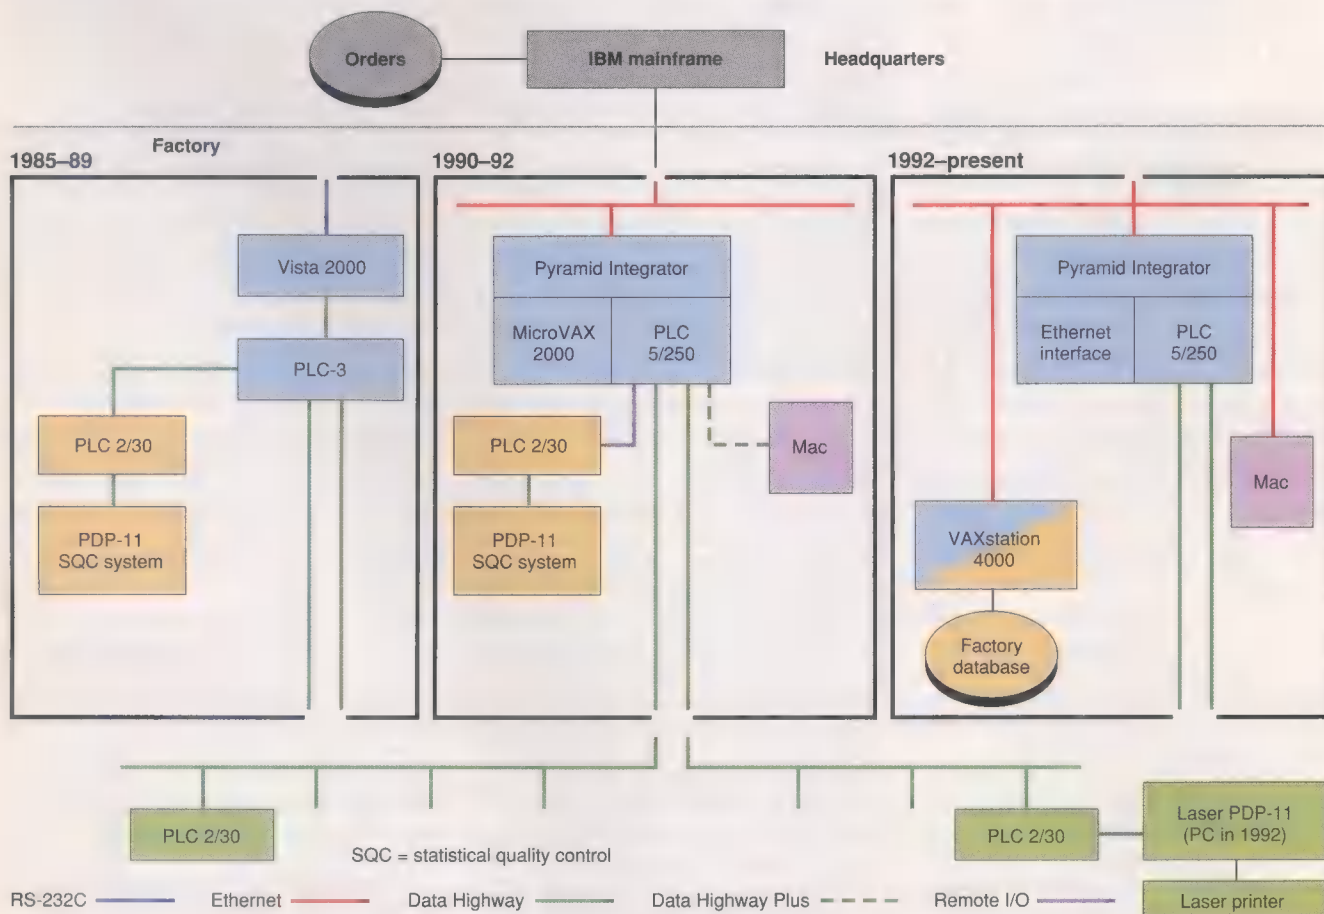 Orders
IBM mainframe
Headquarters
Factory
1985–89
1990–92
1992–present
Vista 2000
PLC-3
PLC 2/30
PDP-11
SQC system
Pyramid Integrator
MicroVAX
2000
PLC
5/250
PLC 2/30
PDP-11
SQC system
Mac
Pyramid Integrator
Ethernet
interface
PLC
5/250
Mac
VAXstation
4000
Factory
database
PLC 2/30
SQC = statistical quality control
PLC 2/30
Laser PDP-11
(PC in 1992)
Laser printer
RS-232C
Ethernet
Data Highway
Data Highway Plus
Remote I/O